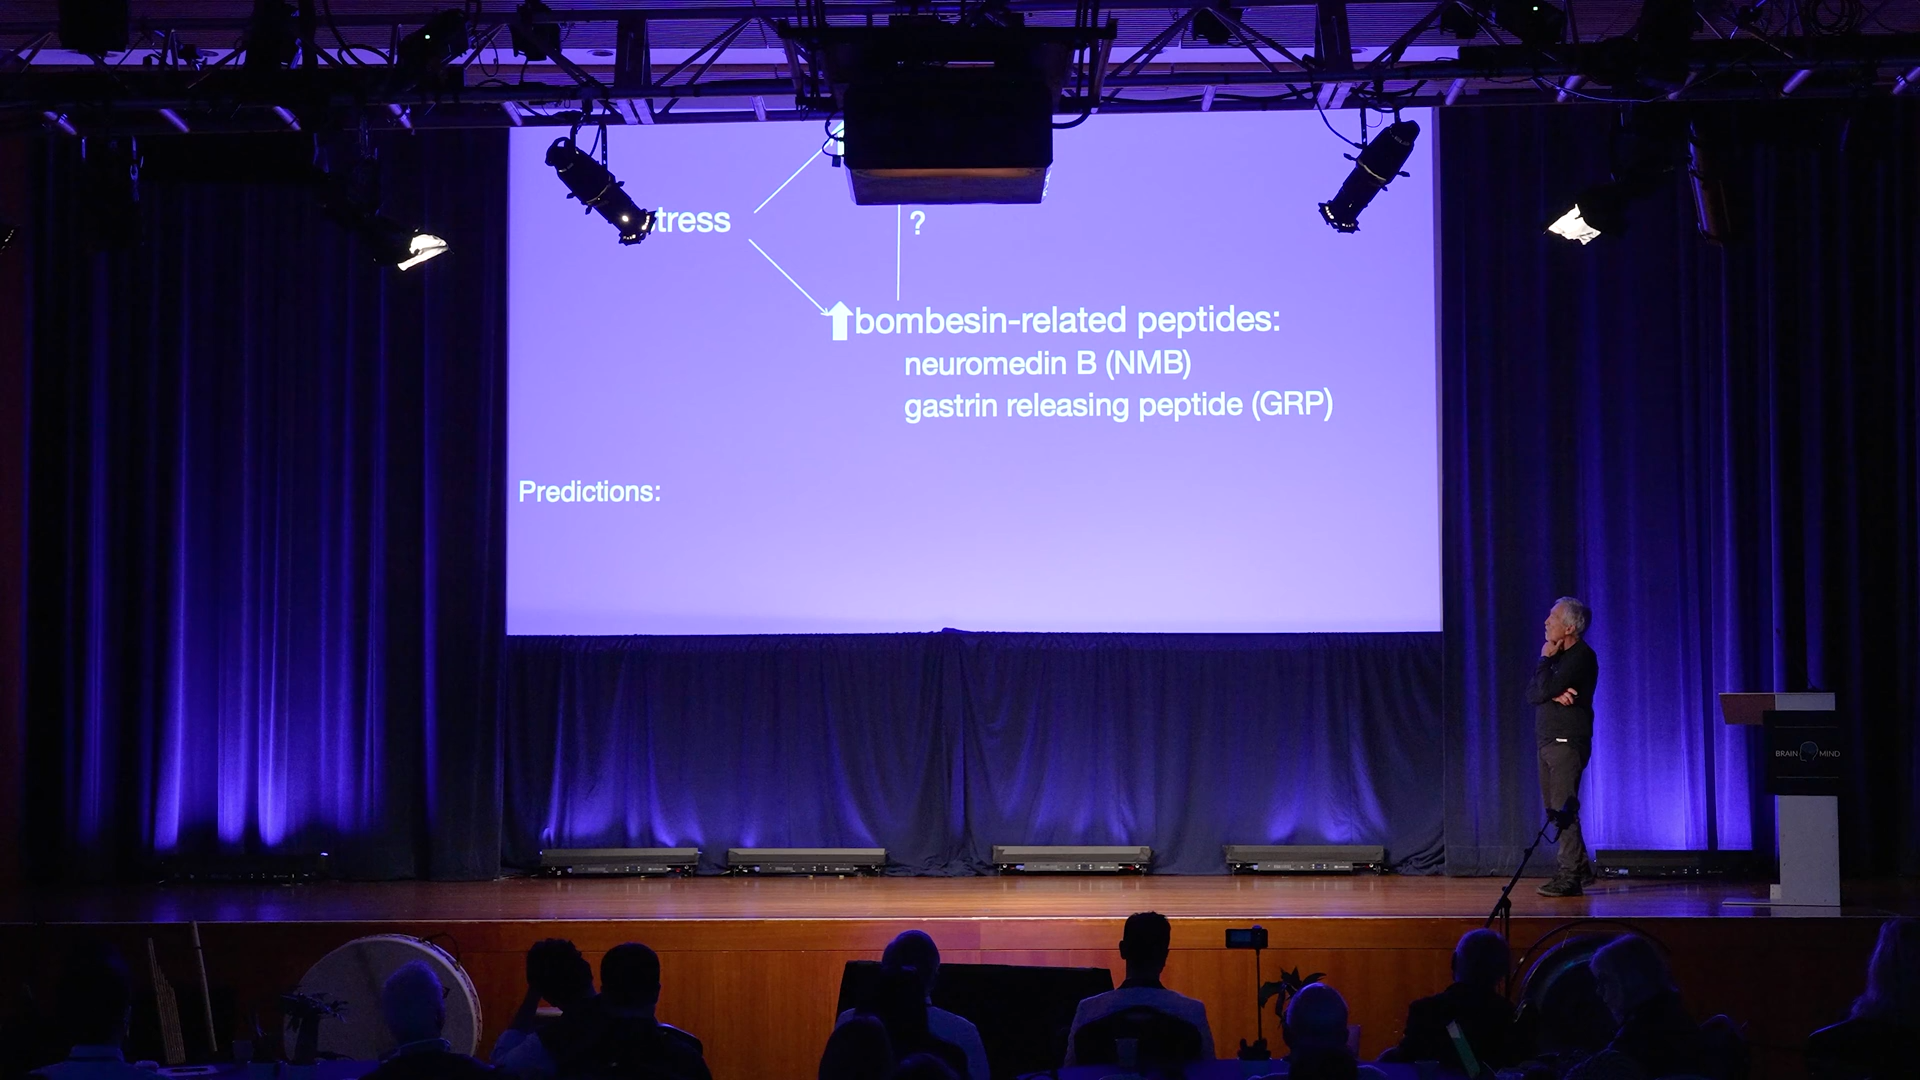 tress
?
bombesin-related peptides:
neuromedin B (NMB)
gastrin releasing peptide (GRP)
Predictions:
BRAIN MIND